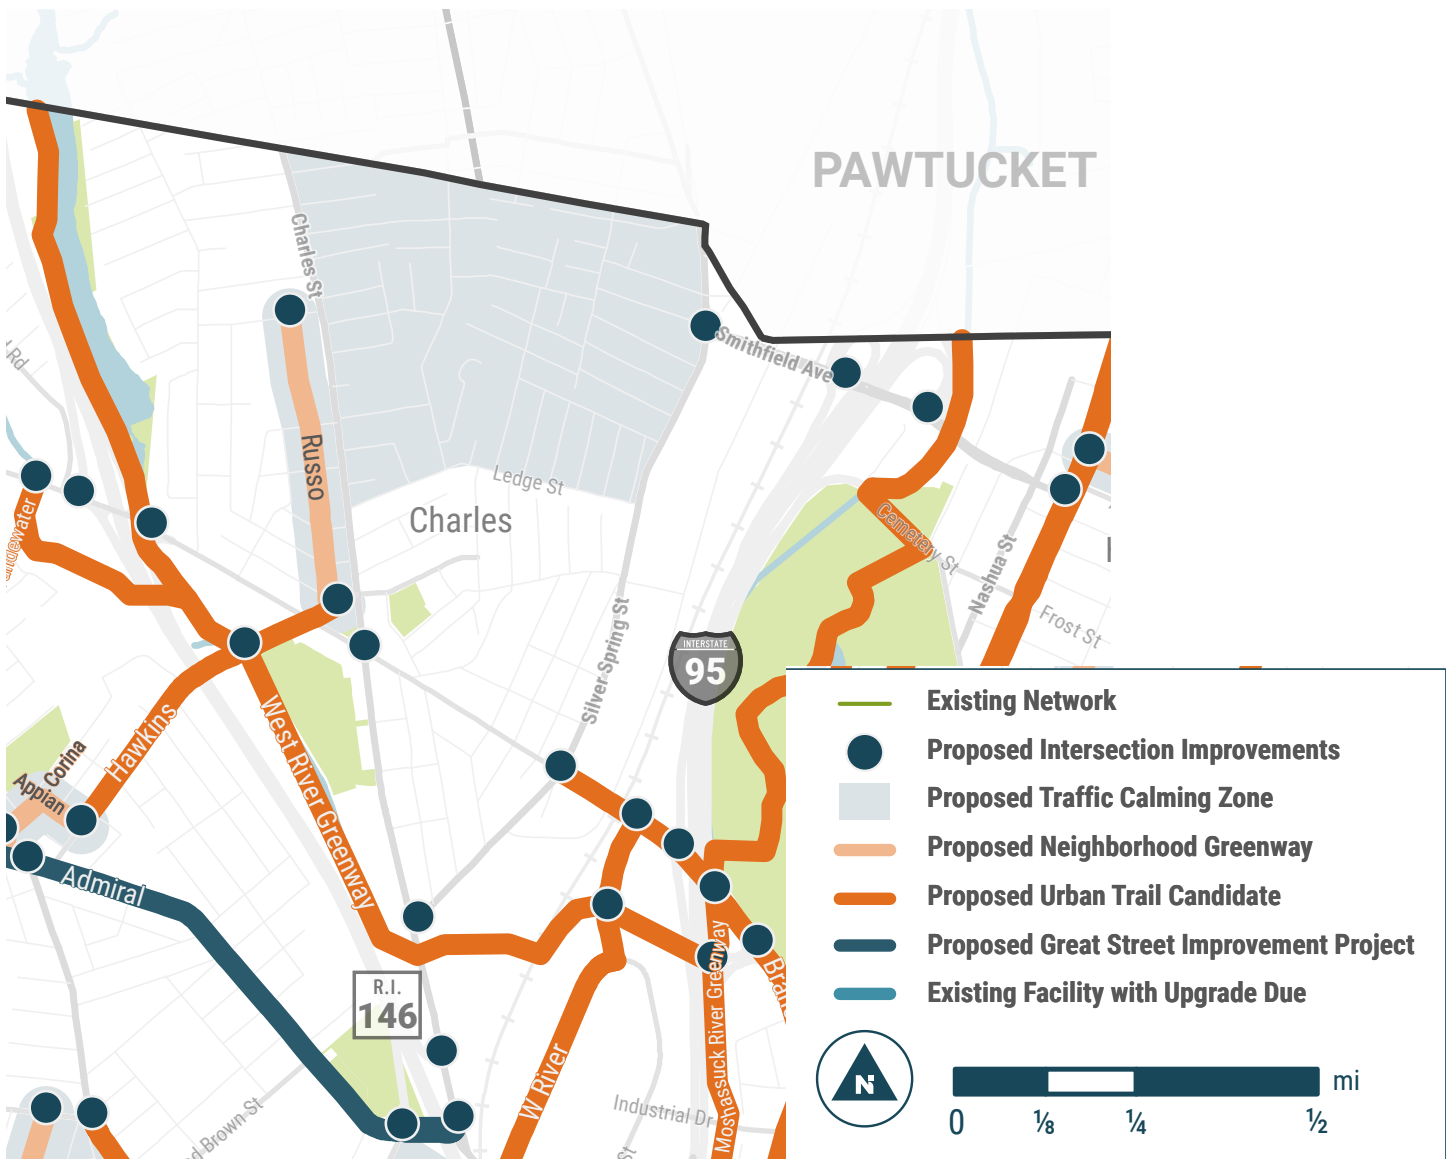 PAWTUCKET
Charles St
Smithfield Ave
Rd
Russo
Ledge St
Charles
Cemetery St
Nashua St
Frost St
Silver Spring St
INTERSTATE
95
Hawkins
West River Greenway
Corina
Appian
Admiral
R.I.
146
W River
Moshassuck River Greenway
Industrial Dr
Brown St
St
Existing Network
Proposed Intersection Improvements
Proposed Traffic Calming Zone
Proposed Neighborhood Greenway
Proposed Urban Trail Candidate
Proposed Great Street Improvement Project
Existing Facility with Upgrade Due
N
mi
0 ⅛ ¼ ½